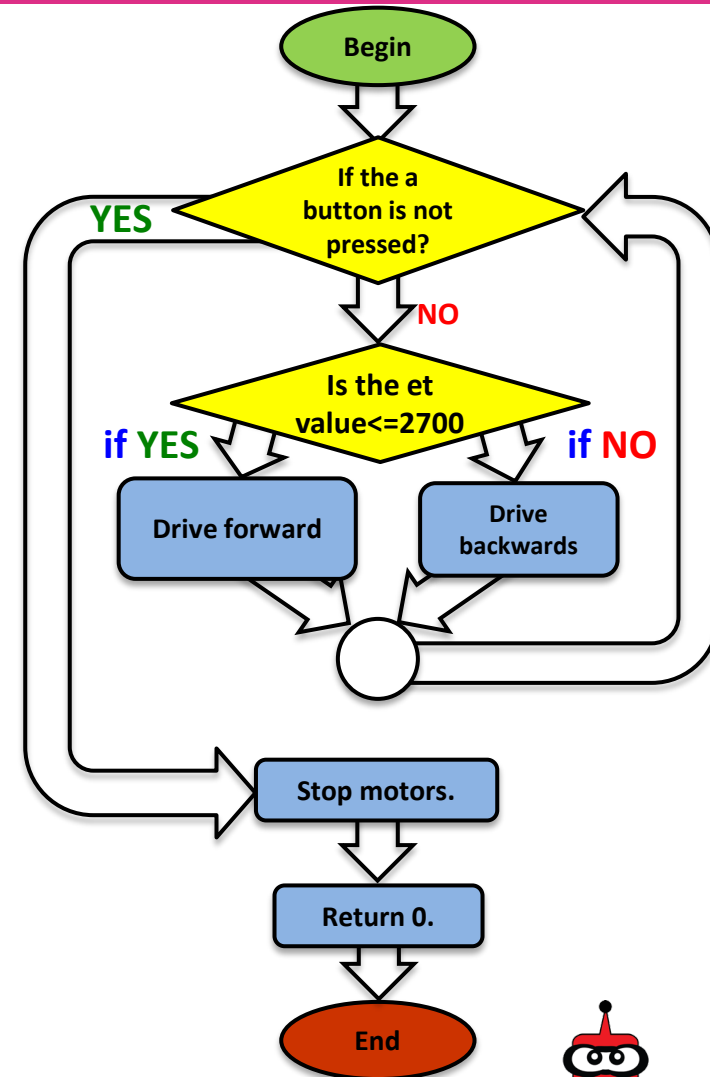 Begin
If the a
button is not
pressed?
YES
NO
Is the et
value<=2700
if YES
if NO
Drive forward
Drive
backwards
Stop motors.
Return 0.
End